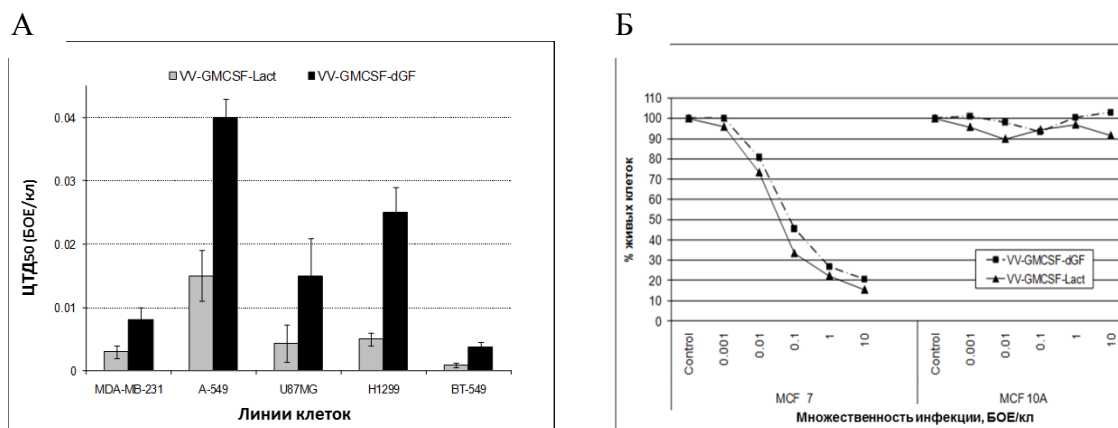 А
VV-GMCSF-Lact
VV-GMCSF-dGF
ЦТД50 (БОЕ/кл)
0.04
0.03
0.02
0.01
0
MDA-MB-231
A-549
U87MG
H1299
BT-549
Линии клеток
Б
% живых клеток
110
100
90
80
70
60
50
40
30
20
10
0
VV-GMCSF-dGF
VV-GMCSF-Lact
Control
0.001
0.01
0.1
1
10
Control
0.001
0.01
0.1
1
10
MCF 7
MCF 10A
Множественность инфекции, БОЕ/кл